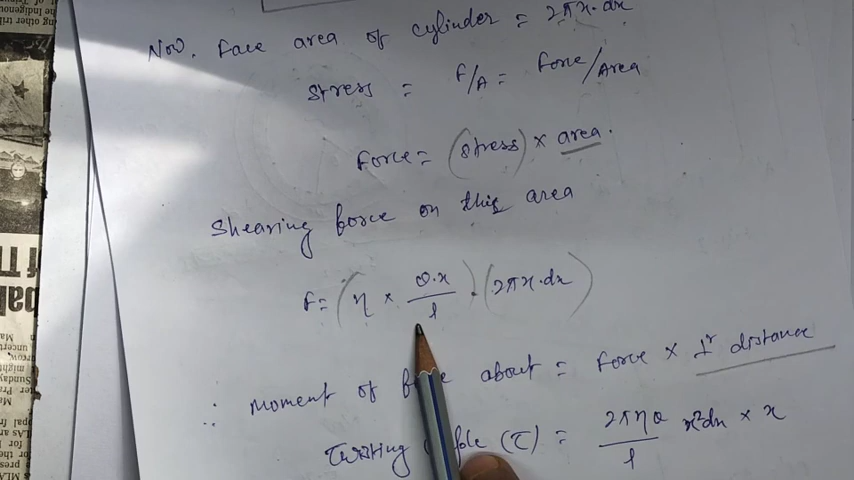 Now. Face area of cylinder = 2πx·dx
Stress = F/A = Force/Area
Force = (stress) × area.
Shearing force on this area
F = (η × θ.x/l) . (2πx.dx)
∴ Moment of about = Force × ⊥r distance
Twisting (τ) = 2πηθ/l x²dx × x